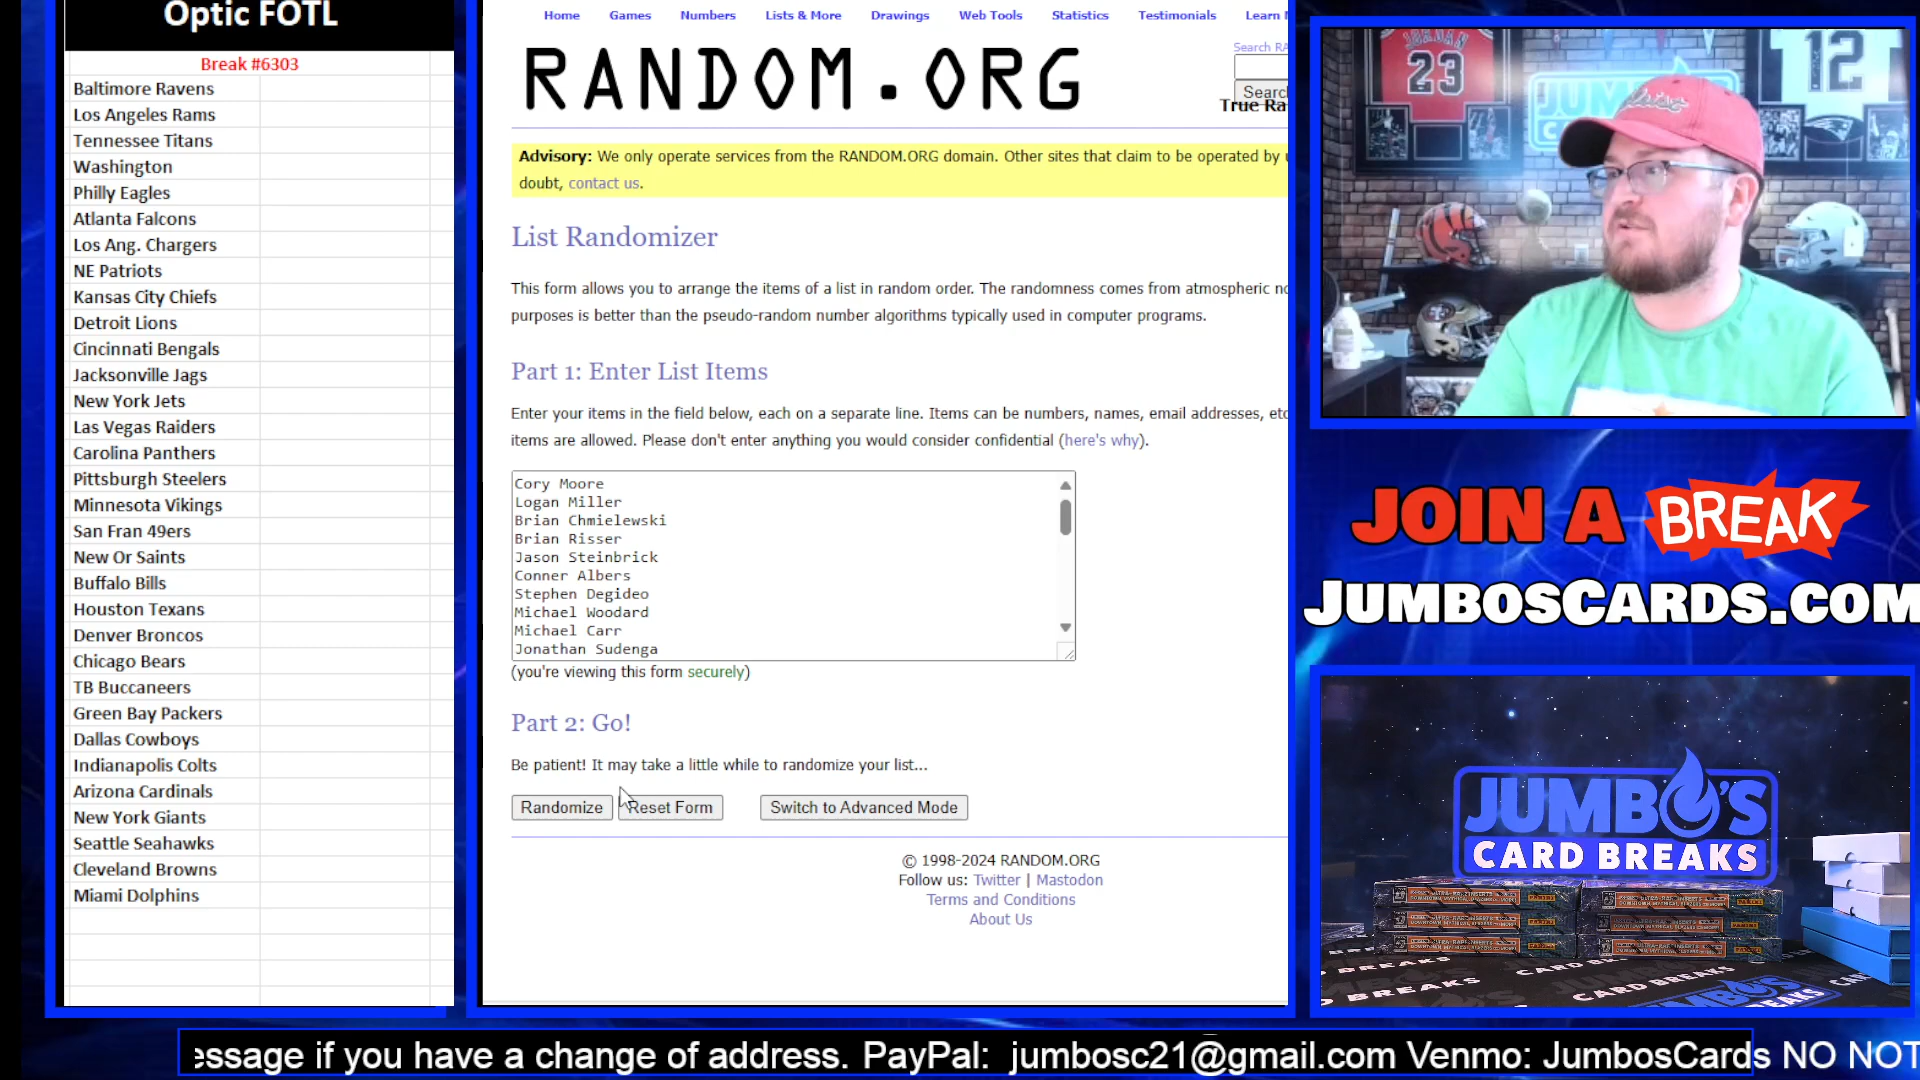 Optic FOTL
Break #6303
Baltimore Ravens
Los Angeles Rams
Tennessee Titans
Washington
Philly Eagles
Atlanta Falcons
Los Ang. Chargers
NE Patriots
Kansas City Chiefs
Detroit Lions
Cincinnati Bengals
Jacksonville Jags
New York Jets
Las Vegas Raiders
Carolina Panthers
Pittsburgh Steelers
Minnesota Vikings
San Fran 49ers
New Or Saints
Buffalo Bills
Houston Texans
Denver Broncos
Chicago Bears
TB Buccaneers
Green Bay Packers
Dallas Cowboys
Indianapolis Colts
Arizona Cardinals
New York Giants
Seattle Seahawks
Cleveland Browns
Miami Dolphins
Home Games Numbers Lists & More Drawings Web Tools Statistics Testimonials Learn
RANDOM.ORG
Search RA
Searc
True Ra
Advisory: We only operate services from the RANDOM.ORG domain. Other sites that claim to be operated by
doubt, contact us.
List Randomizer
This form allows you to arrange the items of a list in random order. The randomness comes from atmospheric no
purposes is better than the pseudo-random number algorithms typically used in computer programs.
Part 1: Enter List Items
Enter your items in the field below, each on a separate line. Items can be numbers, names, email addresses, etc
items are allowed. Please don't enter anything you would consider confidential (here's why).
Cory Moore
Logan Miller
Brian Chmielewski
Brian Risser
Jason Steinbrick
Conner Albers
Stephen Degideo
Michael Woodard
Michael Carr
Jonathan Sudenga
(you're viewing this form securely)
Part 2: Go!
Be patient! It may take a little while to randomize your list...
Randomize Reset Form Switch to Advanced Mode
© 1998-2024 RANDOM.ORG
Follow us: Twitter | Mastodon
Terms and Conditions
About Us
JORDAN
23
12
JOIN A BREAK
JUMBOSCARDS.COM
JUMBO'S
CARD BREAKS
essage if you have a change of address. PayPal: jumbosc21@gmail.com Venmo: JumbosCards NO NOT